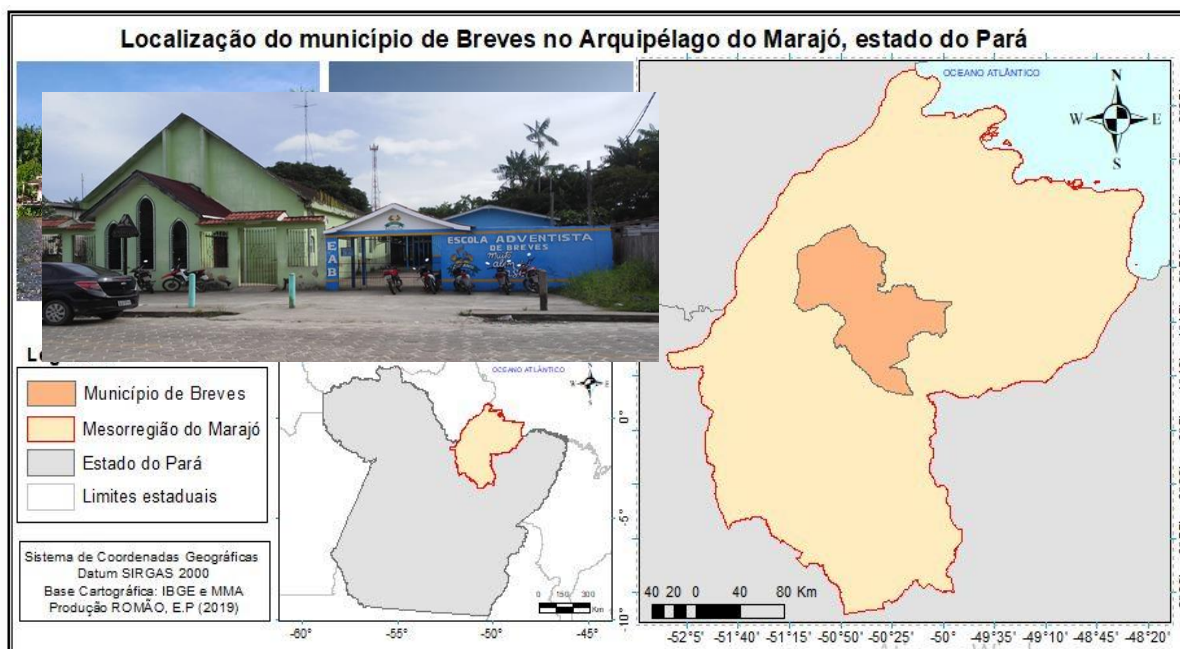 Localização do município de Breves no Arquipélago do Marajó, estado do Pará
OCEANO ATLÂNTICO
N
W
E
S
EAB
ESCOLA ADVENTISTA
DE BREVES
Município de Breves
Mesorregião do Marajó
Estado do Pará
Limites estaduais
Sistema de Coordenadas Geográficas
Datum SIRGAS 2000
Base Cartográfica: IBGE e MMA
Produção ROMÃO, E.P (2019)
OCEANO ATLÂNTICO
0°
-5°
-10°
0 150 300
Km
-60° -55° -50° -45°
40 20 0 40 80 Km
-52°5' -51°40' -51°15' -50°50' -50°25' -50° -49°35' -49°10' -48°45' -48°20'